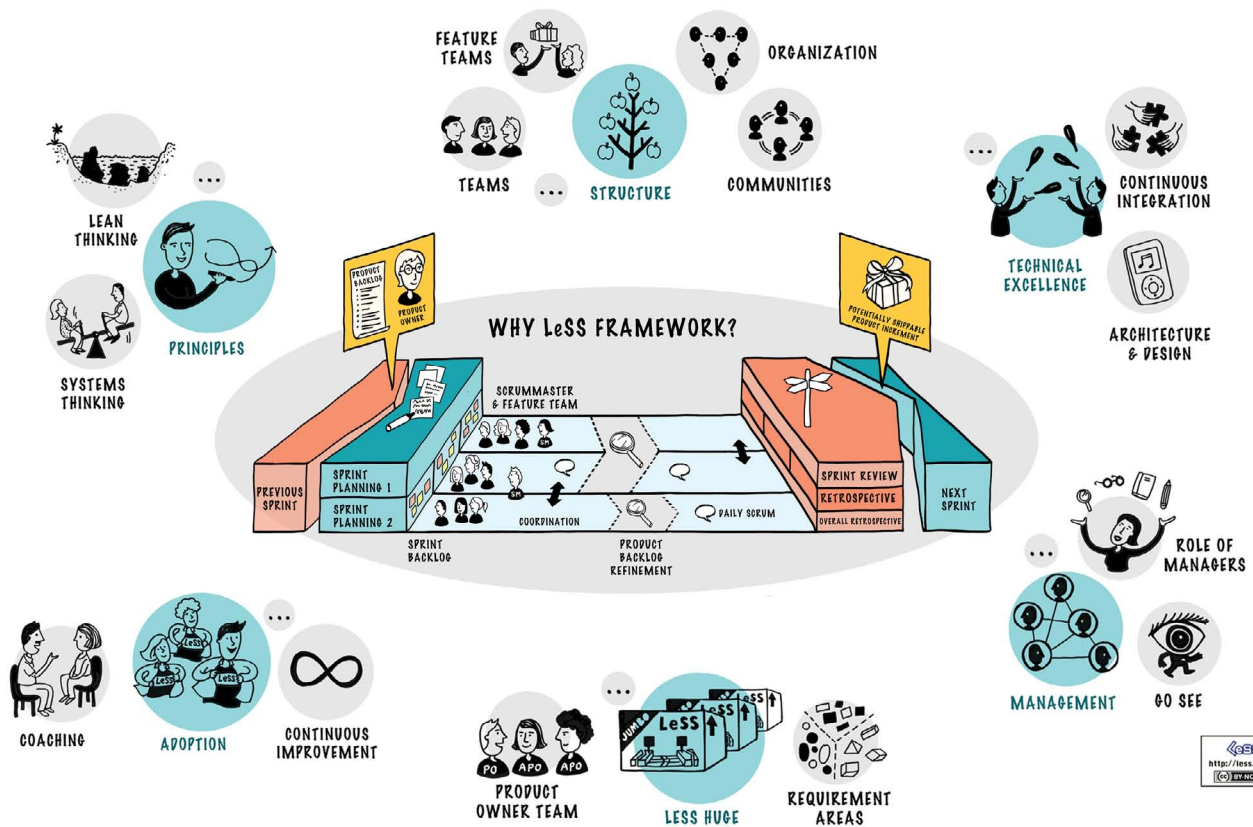 FEATURE
TEAMS
ORGANIZATION
TEAMS
...
STRUCTURE
COMMUNITIES
...
CONTINUOUS
INTEGRATION
TECHNICAL
EXCELLENCE
ARCHITECTURE
& DESIGN
LEAN
THINKING
...
SYSTEMS
THINKING
PRINCIPLES
PRODUCT
BACKLOG
PRODUCT
OWNER
WHY LeSS FRAMEWORK?
POTENTIALLY SHIPPABLE
PRODUCT INCREMENT
SCRUMMASTER
& FEATURE TEAM
SM
SM
PREVIOUS
SPRINT
SPRINT
PLANNING 1
SPRINT
PLANNING 2
COORDINATION
DAILY SCRUM
SPRINT
BACKLOG
PRODUCT
BACKLOG
REFINEMENT
SPRINT REVIEW
RETROSPECTIVE
OVERALL RETROSPECTIVE
NEXT
SPRINT
...
ROLE OF
MANAGERS
MANAGEMENT
GO SEE
COACHING
LeSS
LeSS
LeSS
...
ADOPTION
CONTINUOUS
IMPROVEMENT
PO
APO
APO
PRODUCT
OWNER TEAM
...
JUMBO
LeSS
LeSS
LESS HUGE
REQUIREMENT
AREAS
http://less.
cc